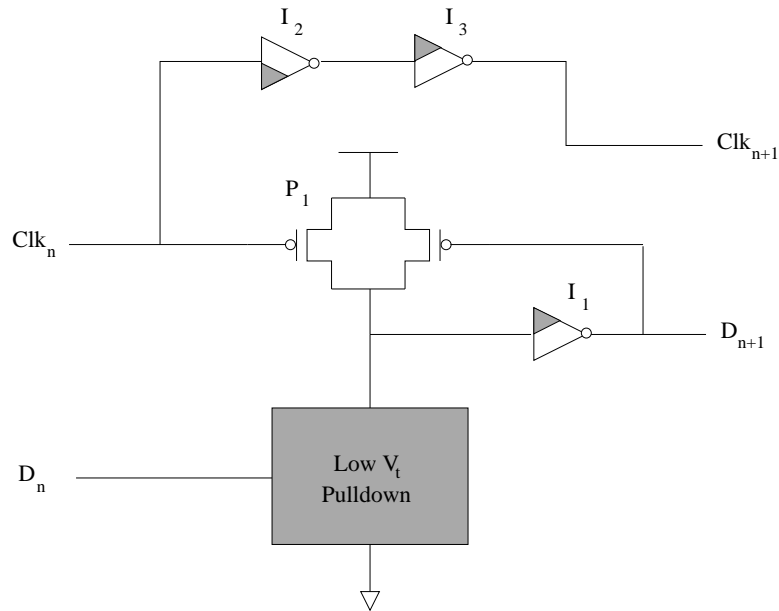 I₂
I₃
Clkₙ₊₁
P₁
Clkₙ
I₁
Dₙ₊₁
Low Vₜ
Pulldown
Dₙ